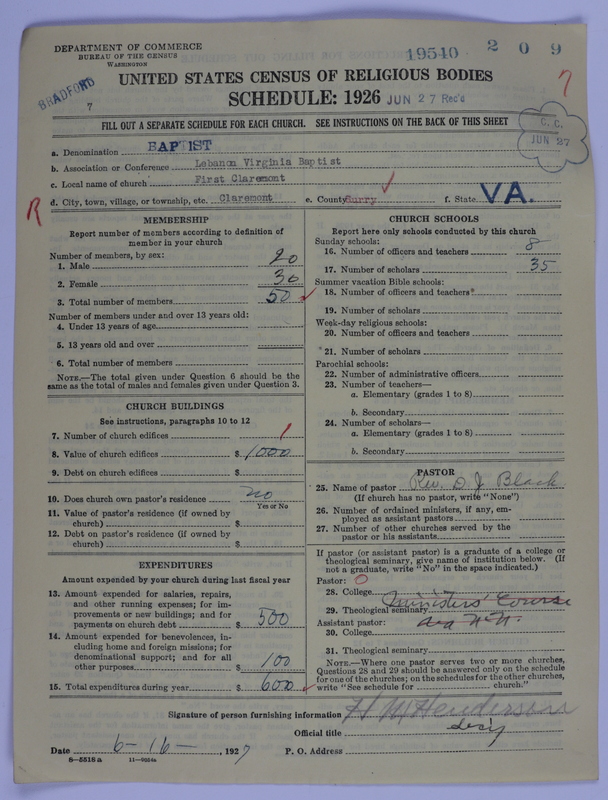 DEPARTMENT OF COMMERCE
BUREAU OF THE CENSUS
WASHINGTON
19540 209
BRADFORD
7
7
UNITED STATES CENSUS OF RELIGIOUS BODIES
SCHEDULE: 1926 JUN 27 Rec'd
FILL OUT A SEPARATE SCHEDULE FOR EACH CHURCH. SEE INSTRUCTIONS ON THE BACK OF THIS SHEET
C. C.
JUN 27
a. Denomination BAPTIST
b. Association or Conference Lebanon Virginia Baptist
c. Local name of church First Claremont
d. City, town, village, or township, etc. Claremont e. County Surry f. State VA.
R
MEMBERSHIP
Report number of members according to definition of
member in your church
Number of members, by sex:
1. Male 20
2. Female 30
3. Total number of members 50
Number of members under and over 13 years old:
4. Under 13 years of age
5. 13 years old and over
6. Total number of members
NOTE.—The total given under Question 6 should be the
same as the total of males and females given under Question 3.
CHURCH BUILDINGS
See instructions, paragraphs 10 to 12
7. Number of church edifices 1
8. Value of church edifices $ 1000
9. Debt on church edifices $
10. Does church own pastor's residence no
Yes or No
11. Value of pastor's residence (if owned by
church) $
12. Debt on pastor's residence (if owned by
church) $
EXPENDITURES
Amount expended by your church during last fiscal year
13. Amount expended for salaries, repairs,
and other running expenses; for im-
provements or new buildings; and for
payments on church debt $ 500
14. Amount expended for benevolences, in-
cluding home and foreign missions; for
denominational support; and for all
other purposes $ 100
15. Total expenditures during year $ 600
CHURCH SCHOOLS
Report here only schools conducted by this church
Sunday schools:
16. Number of officers and teachers 8
17. Number of scholars 35
Summer vacation Bible schools:
18. Number of officers and teachers
19. Number of scholars
Week-day religious schools:
20. Number of officers and teachers
21. Number of scholars
Parochial schools:
22. Number of administrative officers
23. Number of teachers—
a. Elementary (grades 1 to 8)
b. Secondary
24. Number of scholars—
a. Elementary (grades 1 to 8)
b. Secondary
PASTOR
25. Name of pastor Rev. D. J. Black
(If church has no pastor, write "None")
26. Number of ordained ministers, if any, em-
ployed as assistant pastors
27. Number of other churches served by the
pastor or his assistants
If pastor (or assistant pastor) is a graduate of a college or
theological seminary, give name of institution below. (If
not a graduate, write "No" in the space indicated.)
Pastor: O
28. College
29. Theological seminary Ministers' Course
Assistant pastor:
30. College
31. Theological seminary
NOTE.—Where one pastor serves two or more churches,
Questions 28 and 29 should be answered only on the schedule
for one of the churches; on the schedules for the other churches,
write "See schedule for church."
Signature of person furnishing information H M Henderson
Official title Sec'y
Date 6-16-, 1927 P. O. Address
8—5518 a 11—9224a